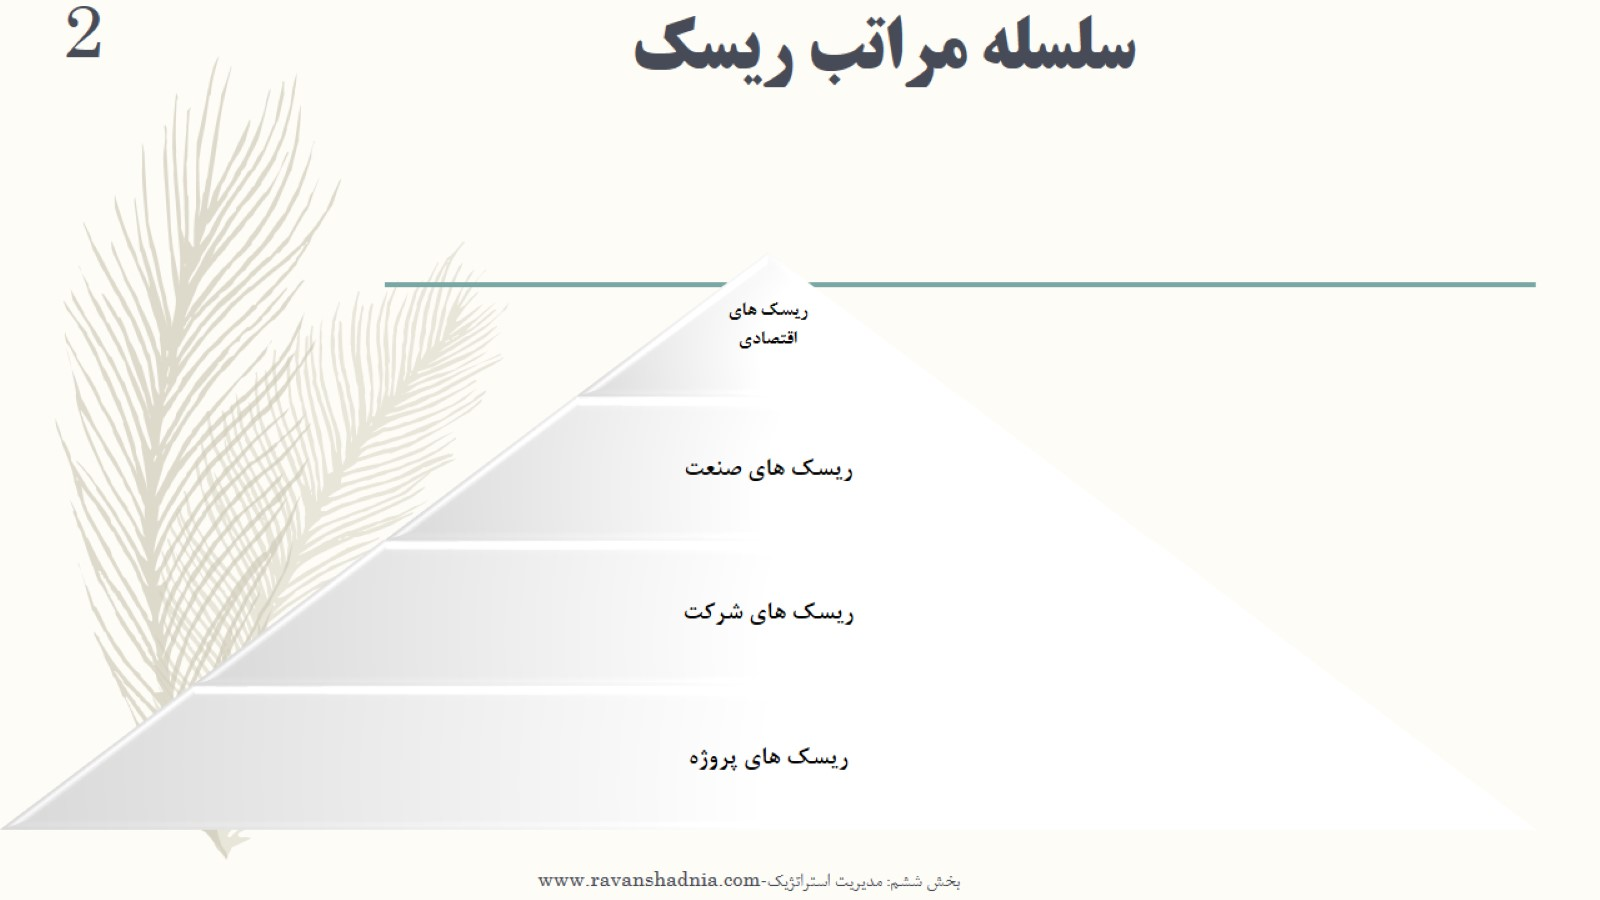 2
سلسله مراتب ریسک
ریسک های
اقتصادی
ریسک های صنعت
ریسک های شرکت
ریسک های پروژه
بخش ششم: مدیریت استراتژیک-www.ravanshadnia.com